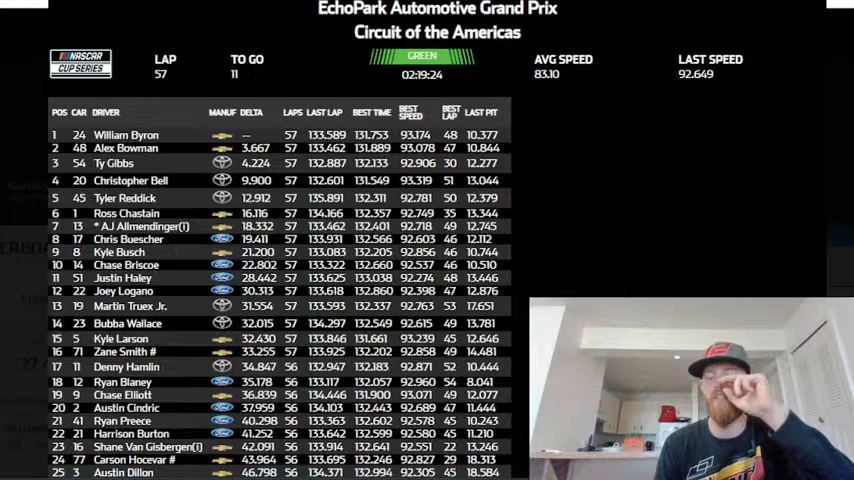 EchoPark Automotive Grand Prix
Circuit of the Americas
NASCAR CUP SERIES LAP TO GO GREEN AVG SPEED LAST SPEED
57 11 02:19:24 83.10 92.649
POS CAR DRIVER MANUF DELTA LAPS LAST LAP BEST TIME BEST SPEED BEST LAP LAST PIT
1 24 William Byron -- 57 133.589 131.753 93.174 48 10.377
2 48 Alex Bowman 3.667 57 133.462 131.889 93.078 47 10.844
3 54 Ty Gibbs 4.224 57 132.887 132.133 92.906 30 12.277
4 20 Christopher Bell 9.900 57 132.601 131.549 93.319 51 13.044
5 45 Tyler Reddick 12.912 57 135.891 132.311 92.781 50 12.379
6 1 Ross Chastain 16.116 57 134.166 132.357 92.749 35 13.344
7 13 * AJ Allmendinger(i) 18.332 57 133.462 132.401 92.718 49 12.745
8 17 Chris Buescher 19.411 57 133.931 132.566 92.603 46 12.112
9 8 Kyle Busch 21.200 57 133.083 132.205 92.856 46 10.744
10 14 Chase Briscoe 22.802 57 133.322 132.660 92.537 46 10.510
11 51 Justin Haley 28.442 57 133.625 133.038 92.274 48 13.446
12 22 Joey Logano 30.313 57 133.618 132.860 92.398 47 12.876
13 19 Martin Truex Jr. 31.554 57 133.593 132.337 92.763 53 17.651
14 23 Bubba Wallace 32.015 57 134.297 132.549 92.615 49 13.781
15 5 Kyle Larson 32.430 57 133.846 131.661 93.239 45 12.646
16 71 Zane Smith # 33.255 57 133.925 132.202 92.858 49 14.481
17 11 Denny Hamlin 34.847 56 132.947 132.183 92.871 52 10.444
18 12 Ryan Blaney 35.178 56 133.117 132.057 92.960 54 8.041
19 9 Chase Elliott 36.839 56 134.446 131.900 93.071 49 12.077
20 2 Austin Cindric 37.959 56 134.103 132.443 92.689 47 11.444
21 41 Ryan Preece 40.298 56 133.363 132.602 92.578 45 10.243
22 21 Harrison Burton 41.252 56 133.642 132.599 92.580 45 11.210
23 16 Shane Van Gisbergen(i) 42.091 56 133.914 132.641 92.551 22 13.246
24 77 Carson Hocevar # 43.964 56 133.695 132.246 92.827 29 18.313
25 3 Austin Dillon 46.798 56 134.371 132.994 92.305 45 18.584